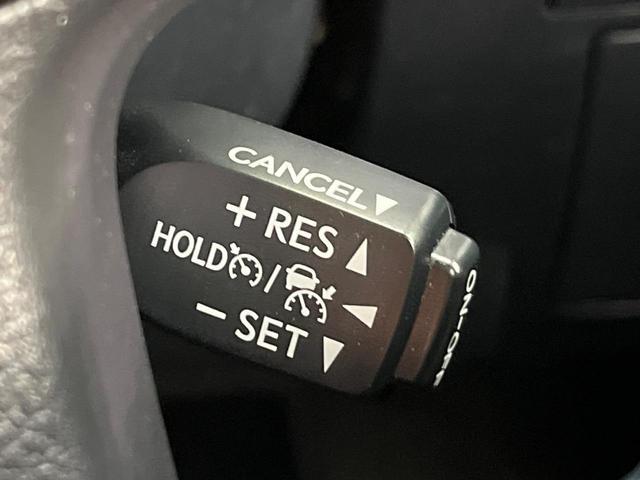 CANCEL▼
+ RES ▲
HOLD / ◀
− SET ▼
ON-OFF